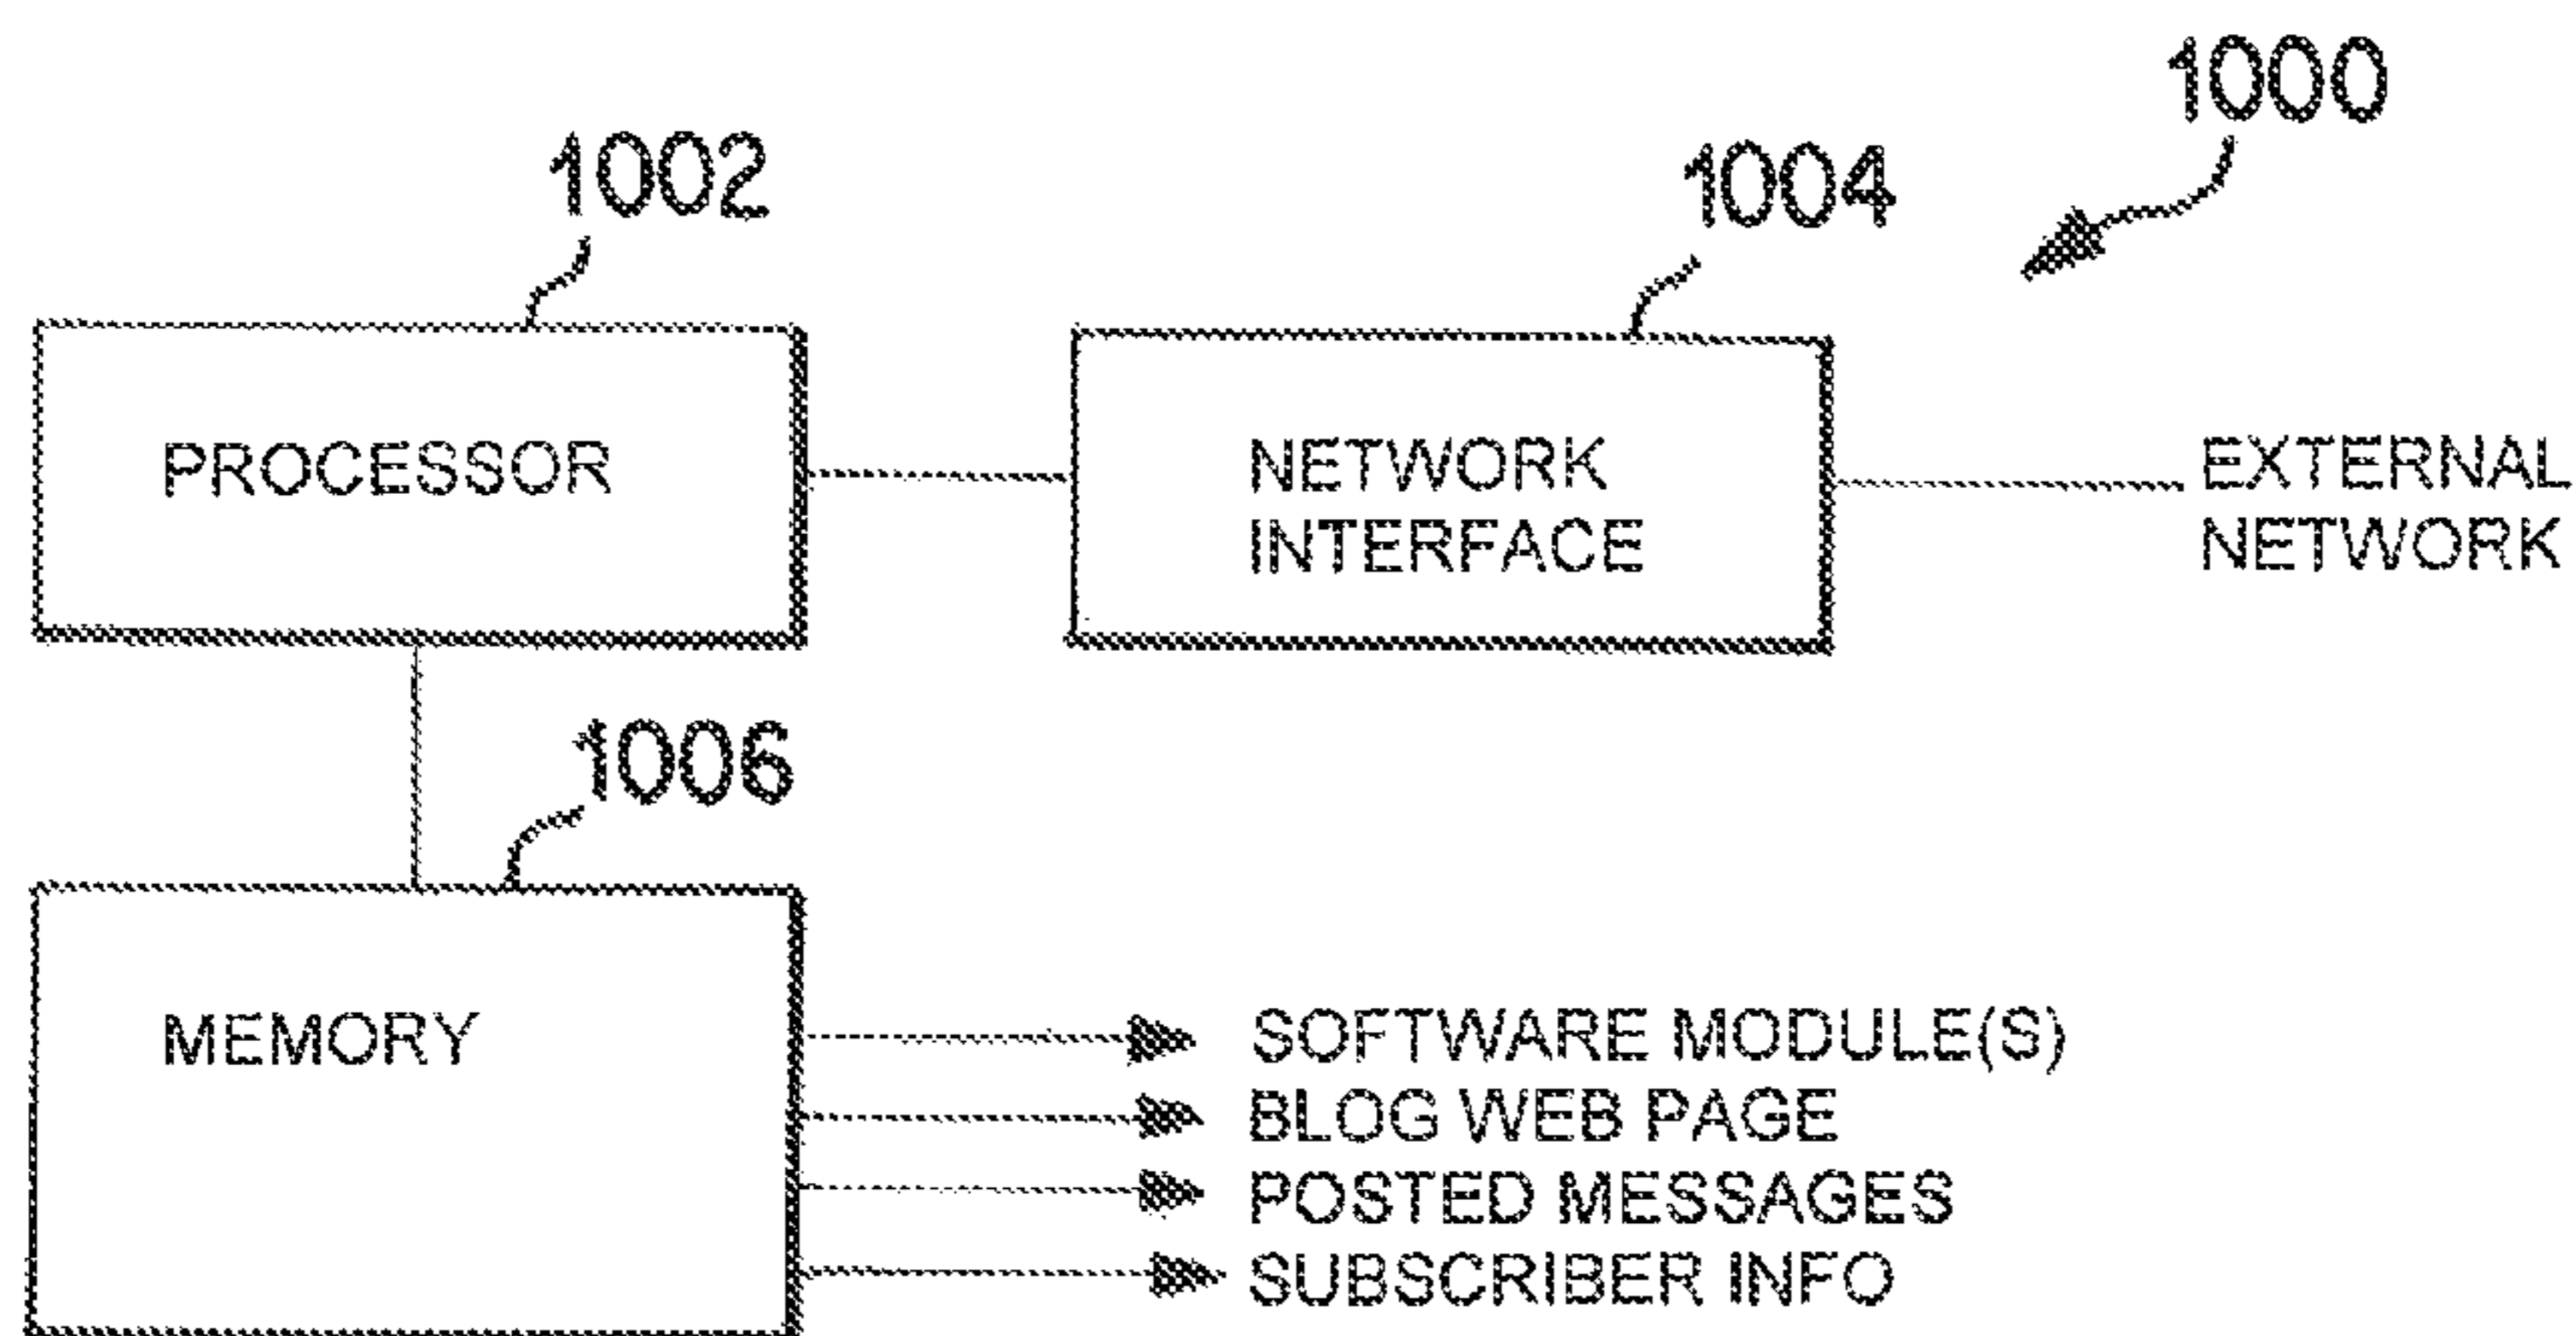 1000
1002
1004
PROCESSOR
NETWORK
INTERFACE
EXTERNAL
NETWORK
1006
MEMORY
SOFTWARE MODULE(S)
BLOG WEB PAGE
POSTED MESSAGES
SUBSCRIBER INFO